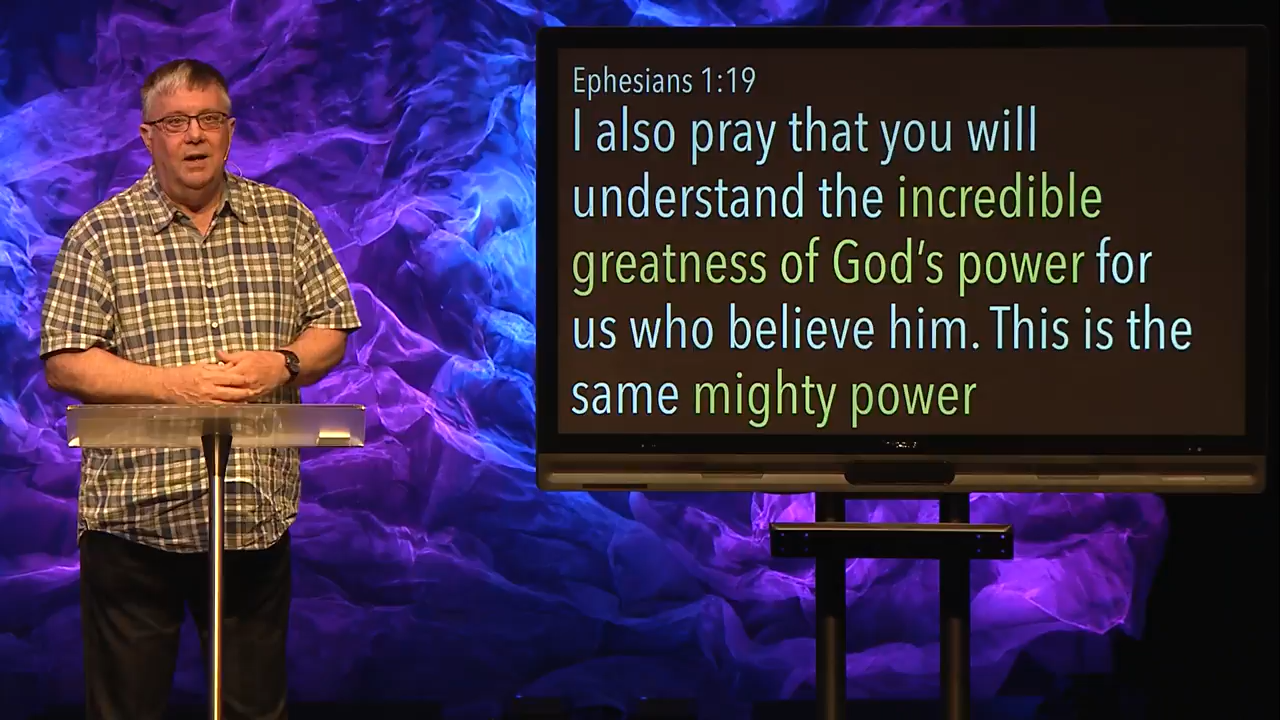 Ephesians 1:19
I also pray that you will
understand the incredible
greatness of God's power for
us who believe him. This is the
same mighty power